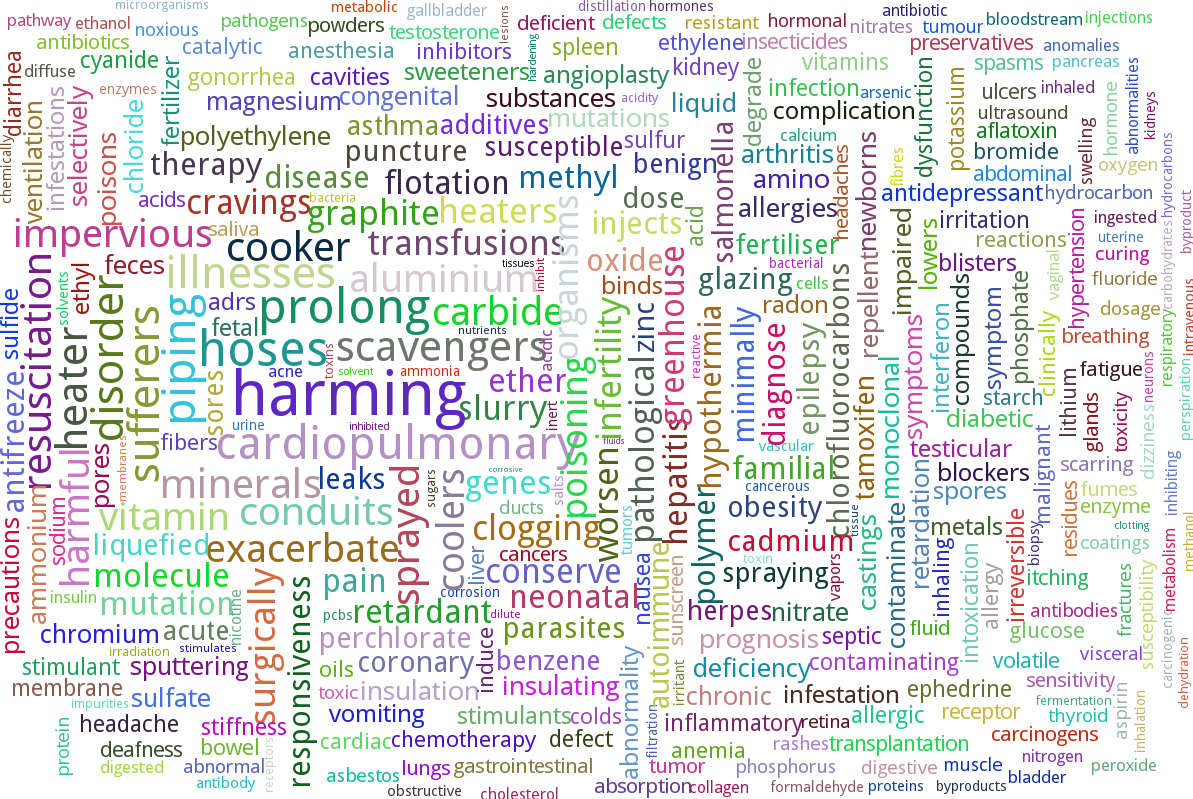 microorganisms
metabolic
gallbladder
distillation
hormones
antibiotic
pathway
ethanol
noxious
pathogens
powders
testosterone
lesions
deficient
defects
resistant
hormonal
nitrates
tumour
bloodstream
injections
antibiotics
cyanide
catalytic
anesthesia
inhibitors
hardening
spleen
ethylene
insecticides
preservatives
anomalies
diarrhea
diffuse
fertilizer
gonorrhea
cavities
sweeteners
angioplasty
kidney
degrade
vitamins
dysfunction
potassium
spasms
pancreas
enzymes
magnesium
congenital
substances
acidity
liquid
infection
arsenic
complication
ulcers
inhaled
ultrasound
hormone
abnormalities
kidneys
chemically
ventilation
infestations
selectively
poisons
chloride
polyethylene
asthma
additives
mutations
sulfur
salmonella
calcium
aflatoxin
swelling
therapy
disease
puncture
susceptible
benign
arthritis
headaches
newborns
fibres
bromide
oxygen
hydrocarbons
flotation
methyl
dose
amino
abdominal
antidepressant
hydrocarbon
acids
cravings
bacteria
graphite
heaters
organisms
injects
acid
allergies
impaired
lowers
irritation
ingested
byproduct
impervious
saliva
cooker
transfusions
fertiliser
repellent
reactions
hypertension
uterine
curing
carbohydrates
feces
illnesses
tissues
inhibit
aluminium
oxide
binds
greenhouse
glazing
bacterial
cells
chlorofluorocarbons
blisters
vaginal
fluoride
sulfide
resuscitation
solvents
ethyl
disorder
sufferers
piping
adrs
prolong
carbide
infertility
zinc
radon
compounds
symptom
phosphate
dosage
intravenous
fetal
hoses
nutrients
scavengers
acidic
hypothermia
minimally
diagnose
epilepsy
symptoms
interferon
clinically
breathing
respiratory
antifreeze
heater
sores
toxins
acne
solvent
ammonia
ether
reactive
monoclonal
starch
fatigue
neurons
perspiration
harming
slurry
inert
poisoning
pathological
tamoxifen
diabetic
lithium
glands
toxicity
dizziness
harmful
pores
membranes
fibers
urine
inhibited
cardiopulmonary
fluids
worsen
hepatitis
vascular
familial
testicular
malignant
scarring
inhibiting
minerals
leaks
sprayed
sugars
coolers
corrosive
genes
salts
polymer
cancerous
obesity
blockers
spores
fumes
ammonium
sodium
vitamin
conduits
ducts
clogging
tumors
tissue
retardation
metals
biopsy
residues
enzyme
clotting
methanol
precautions
liquefied
exacerbate
liver
cancers
cadmium
castings
contaminate
irreversible
coatings
molecule
pain
corrosion
conserve
nausea
autoimmune
sunscreen
toxin
spraying
vapors
inhaling
intoxication
allergy
itching
fractures
metabolism
insulin
mutation
nicotine
surgically
responsiveness
pcbs
retardant
dilute
neonatal
herpes
nitrate
antibodies
susceptibility
carcinogenic
chromium
acute
perchlorate
induce
parasites
prognosis
septic
fluid
glucose
irradiation
stimulates
stimulant
sputtering
oils
coronary
benzene
abnormality
irritant
deficiency
contaminating
volatile
visceral
dehydration
membrane
impurities
sulfate
toxic
insulation
insulating
chronic
infestation
ephedrine
sensitivity
fermentation
protein
headache
stiffness
vomiting
stimulants
colds
filtration
inflammatory
retina
allergic
receptor
thyroid
aspirin
inhalation
deafness
bowel
receptors
cardiac
chemotherapy
defect
anemia
rashes
transplantation
carcinogens
digested
abnormal
antibody
asbestos
lungs
gastrointestinal
tumor
phosphorus
digestive
muscle
nitrogen
peroxide
obstructive
cholesterol
absorption
collagen
formaldehyde
proteins
byproducts
bladder